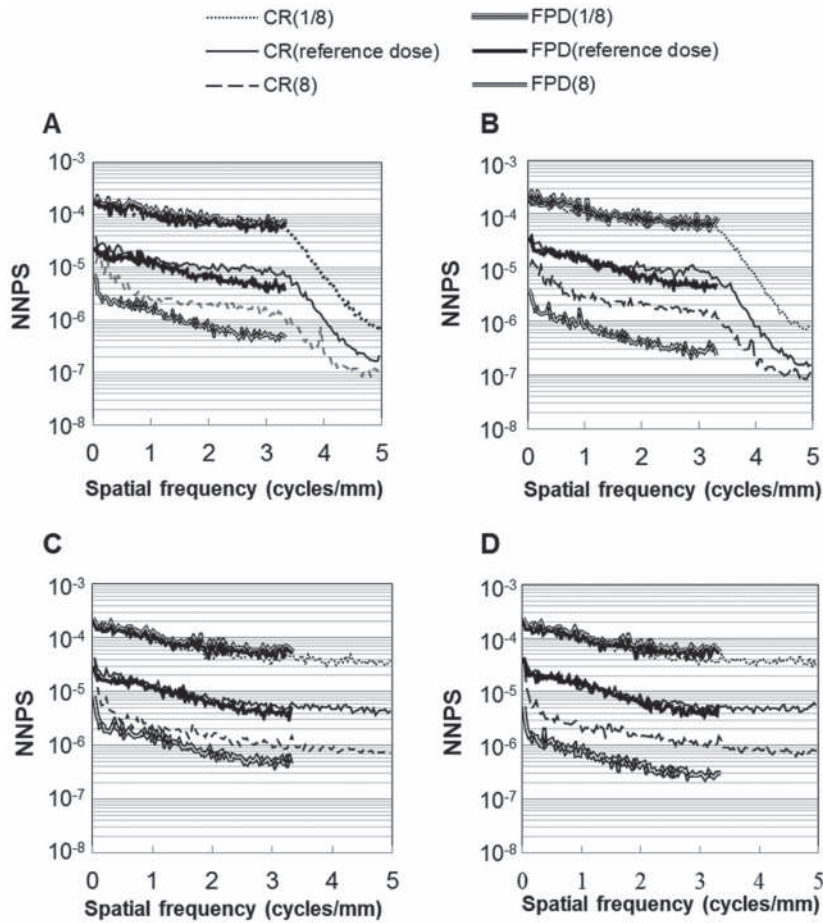 CR(1/8) FPD(1/8)
CR(reference dose) FPD(reference dose)
CR(8) FPD(8)
A
10-3
10-4
10-5
10-6
10-7
10-8
NNPS
0 1 2 3 4 5
Spatial frequency (cycles/mm)
B
10-3
10-4
10-5
10-6
10-7
10-8
NNPS
0 1 2 3 4 5
Spatial frequency (cycles/mm)
C
10-3
10-4
10-5
10-6
10-7
10-8
NNPS
0 1 2 3 4 5
Spatial frequency (cycles/mm)
D
10-3
10-4
10-5
10-6
10-7
10-8
NNPS
0 1 2 3 4 5
Spatial frequency (cycles/mm)